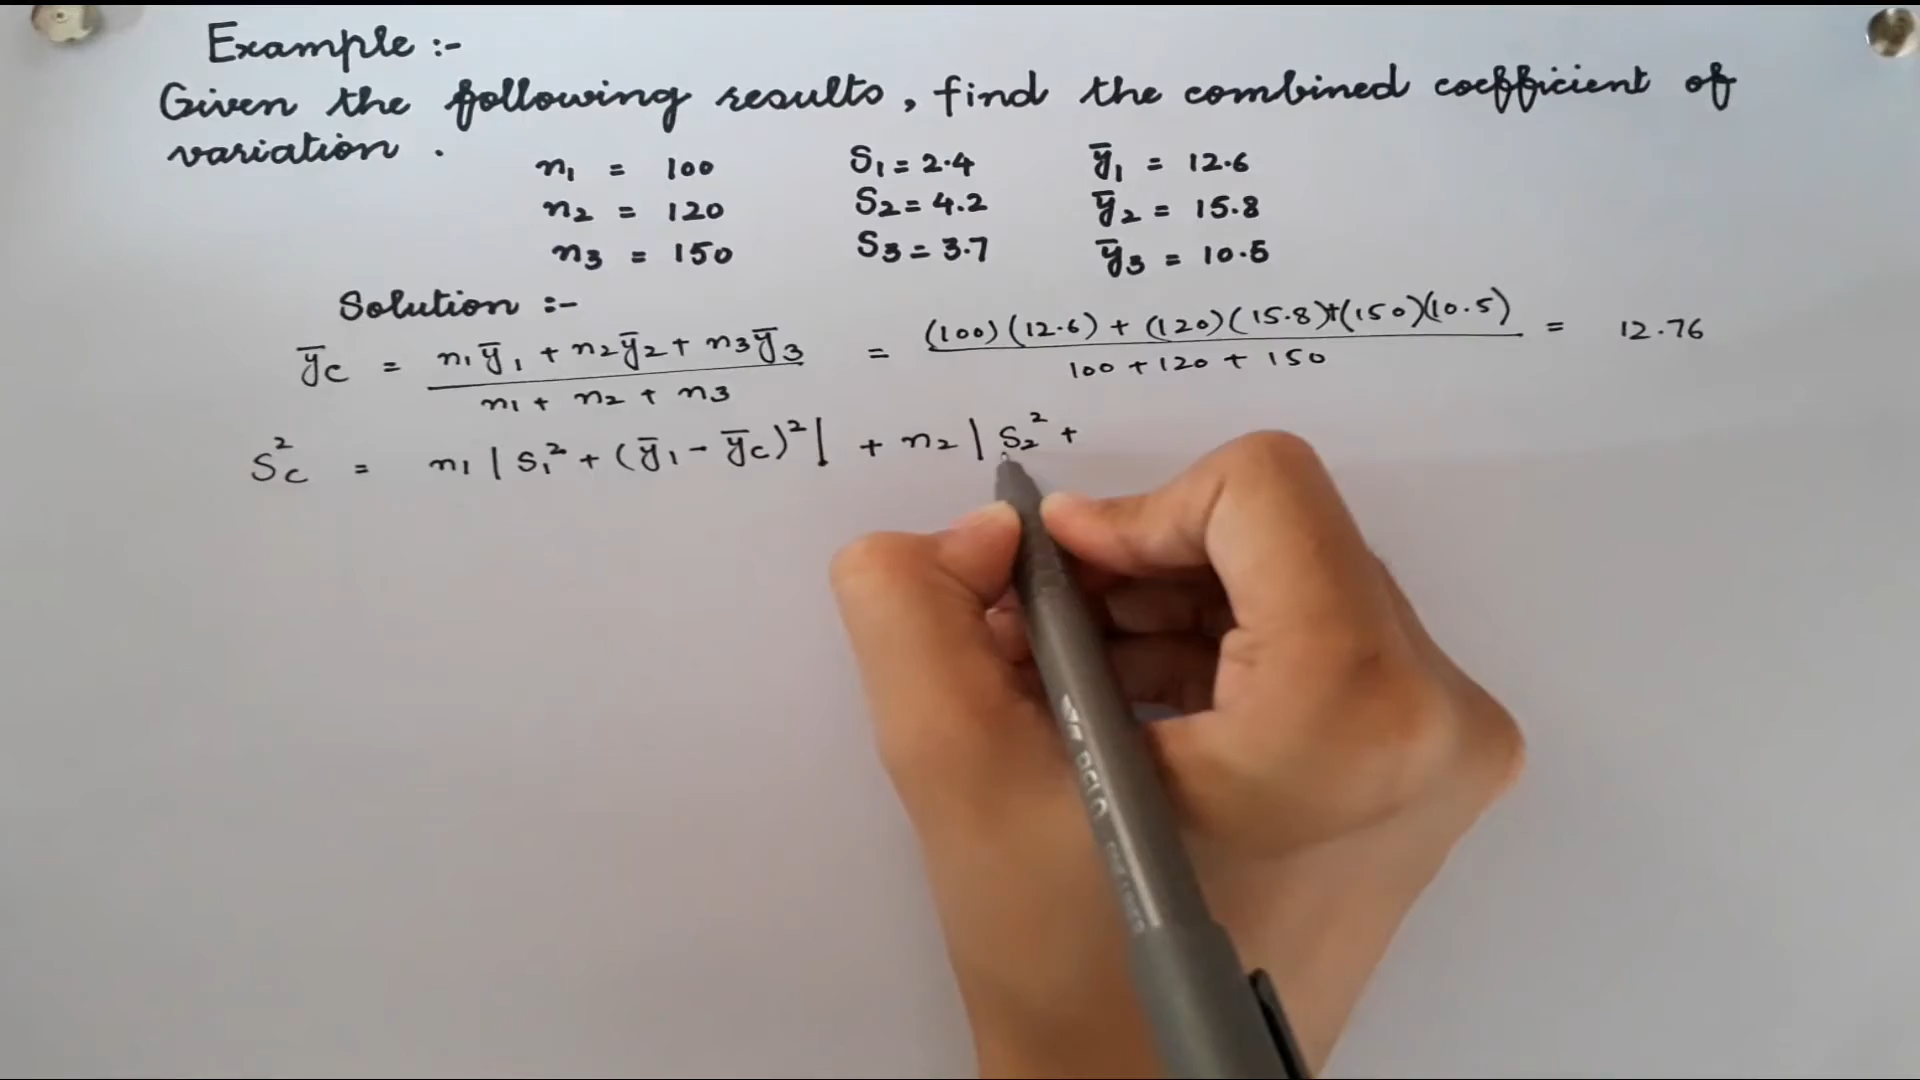 Example :-
Given the following results, find the combined coefficient of
variation.
n₁ = 100 S₁ = 2.4 ȳ₁ = 12.6
n₂ = 120 S₂ = 4.2 ȳ₂ = 15.8
n₃ = 150 S₃ = 3.7 ȳ₃ = 10.5
Solution :-
ȳc = n₁ȳ₁ + n₂ȳ₂ + n₃ȳ₃ / n₁ + n₂ + n₃ = (100)(12.6) + (120)(15.8)+(150)(10.5) / 100 + 120 + 150 = 12.76
Sc² = n₁ | S₁² + (ȳ₁ - ȳc)² | + n₂ | S₂² +